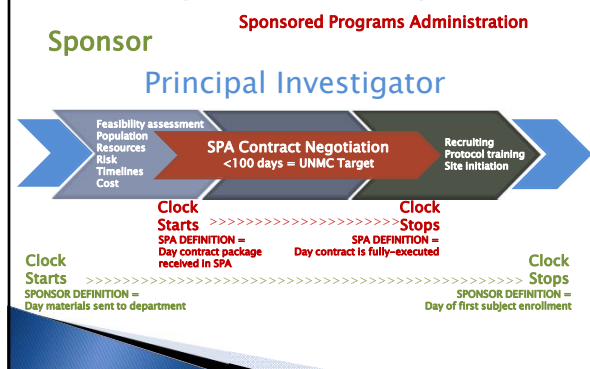 Sponsored Programs Administration
Sponsor
Principal Investigator
Feasibility assessment
Population
Resources
Risk
Timelines
Cost
SPA Contract Negotiation
<100 days = UNMC Target
Recruiting
Protocol training
Site initiation
Clock
Starts >>>>>>>>>>>>>>>>>>>>>
SPA DEFINITION =
Day contract package
received in SPA
Clock
Stops
SPA DEFINITION =
Day contract is fully-executed
Clock
Starts >>>>>>>>>>>>>>>>>>>>>>>>>>>>>>>>>>>>>>>>>>>>>>>>
SPONSOR DEFINITION =
Day materials sent to department
Clock
Stops
SPONSOR DEFINITION =
Day of first subject enrollment